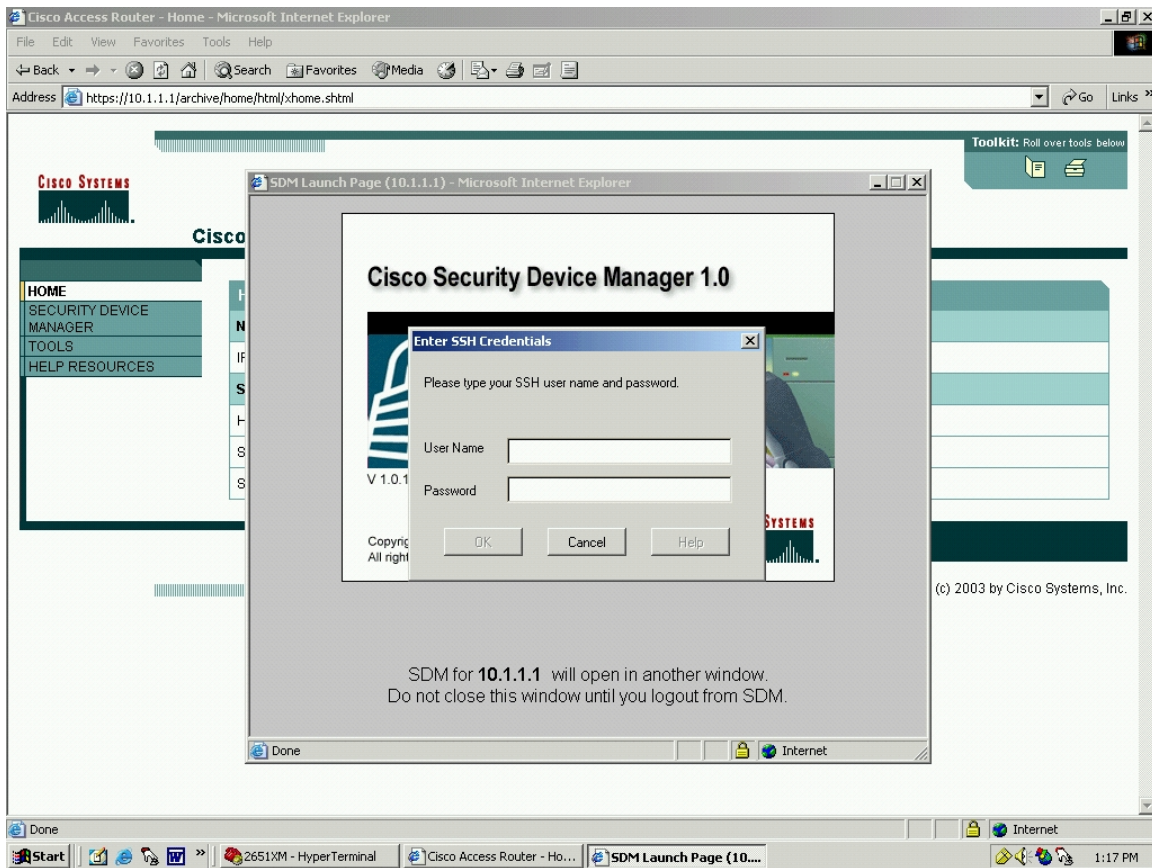 Cisco Access Router - Home - Microsoft Internet Explorer
File Edit View Favorites Tools Help
Back Search Favorites Media
Address https://10.1.1.1/archive/home/html/xhome.shtml Go Links »
Toolkit: Roll over tools below
CISCO SYSTEMS
Cisco
HOME
SECURITY DEVICE
MANAGER
TOOLS
HELP RESOURCES
H
N
IF
S
H
S
S
SDM Launch Page (10.1.1.1) - Microsoft Internet Explorer
Cisco Security Device Manager 1.0
Enter SSH Credentials
Please type your SSH user name and password.
User Name
Password
OK Cancel Help
V 1.0.1
Copyrig
All right
SYSTEMS
SDM for 10.1.1.1 will open in another window.
Do not close this window until you logout from SDM.
Done Internet
(c) 2003 by Cisco Systems, Inc.
Done Internet
Start » 2651XM - HyperTerminal Cisco Access Router - Ho... SDM Launch Page (10.... 1:17 PM